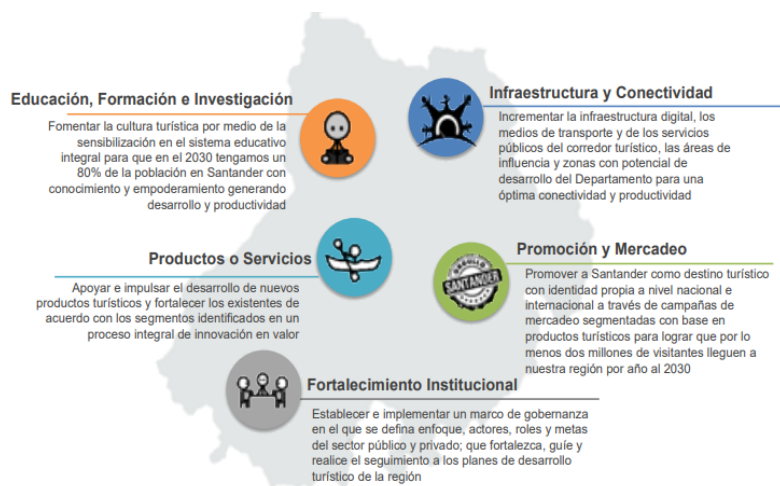 Educación, Formación e Investigación
Fomentar la cultura turística por medio de la
sensibilización en el sistema educativo
integral para que en el 2030 tengamos un
80% de la población en Santander con
conocimiento y empoderamiento generando
desarrollo y productividad
Infraestructura y Conectividad
Incrementar la infraestructura digital, los
medios de transporte y de los servicios
públicos del corredor turístico, las áreas de
influencia y zonas con potencial de
desarrollo del Departamento para una
óptima conectividad y productividad
Productos o Servicios
Apoyar e impulsar el desarrollo de nuevos
productos turísticos y fortalecer los existentes de
acuerdo con los segmentos identificados en un
proceso integral de innovación en valor
ORGULLO
SANTANDER
Promoción y Mercadeo
Promover a Santander como destino turístico
con identidad propia a nivel nacional e
internacional a través de campañas de
mercadeo segmentadas con base en
productos turísticos para lograr que por lo
menos dos millones de visitantes lleguen a
nuestra región por año al 2030
Fortalecimiento Institucional
Establecer e implementar un marco de gobernanza
en el que se defina enfoque, actores, roles y metas
del sector público y privado; que fortalezca, guíe y
realice el seguimiento a los planes de desarrollo
turístico de la región